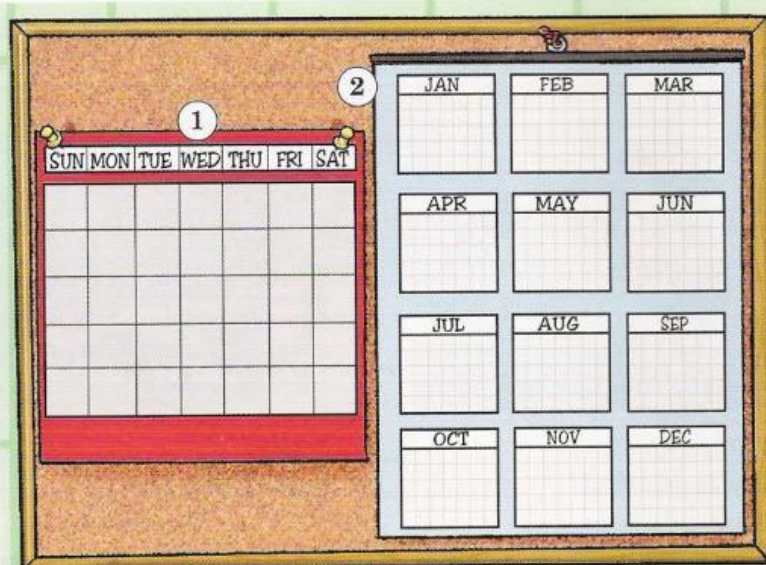 1
SUN MON TUE WED THU FRI SAT
2
JAN FEB MAR
APR MAY JUN
JUL AUG SEP
OCT NOV DEC